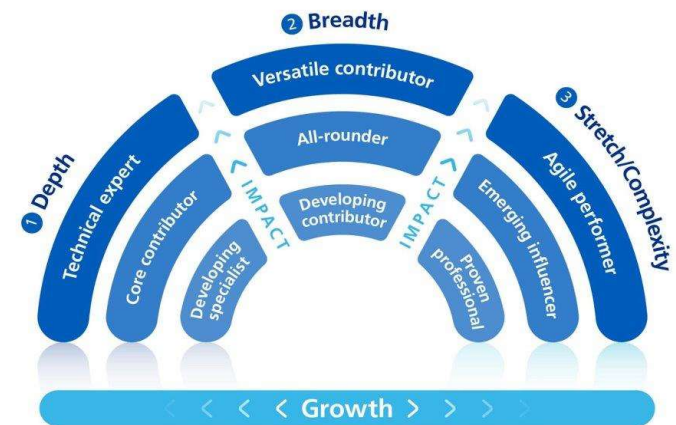 2 Breadth
Versatile contributor
All-rounder
Developing
contributor
1 Depth
Technical expert
Core contributor
Developing
specialist
IMPACT
IMPACT
3 Stretch/Complexity
Agile performer
Emerging influencer
Proven
professional
Growth